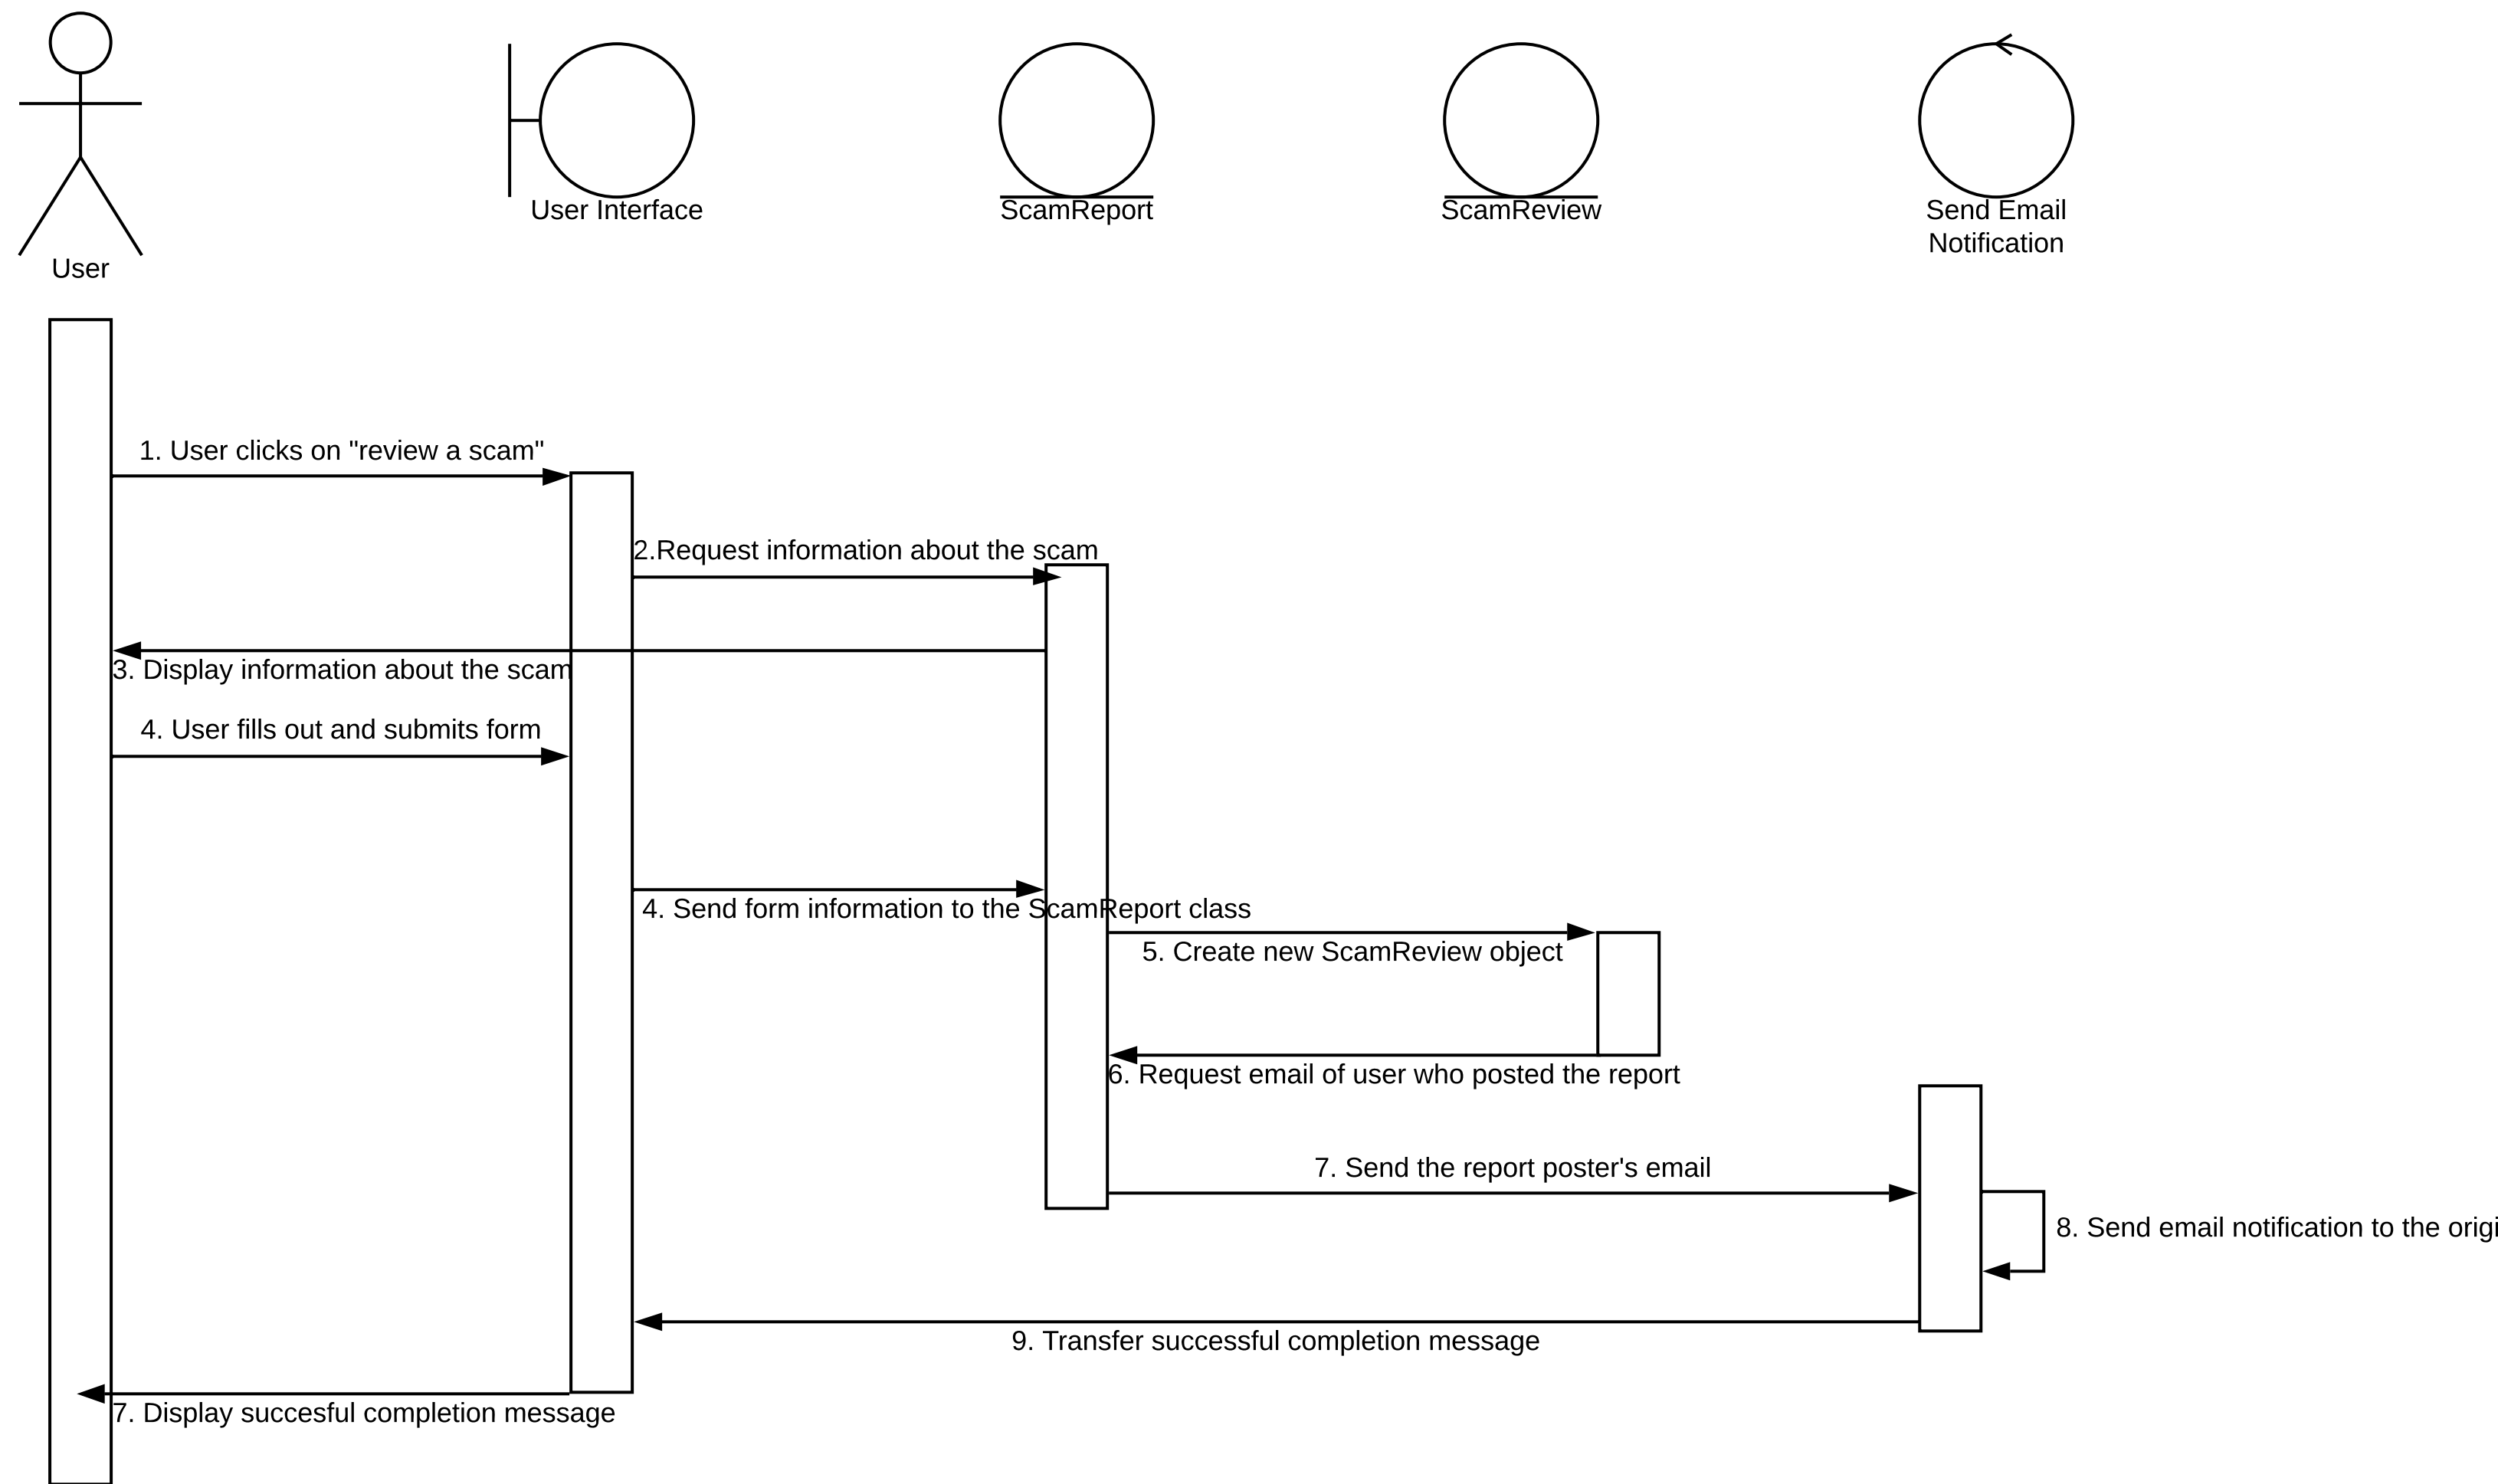 User
User Interface
ScamReport
ScamReview
Send Email
Notification
1. User clicks on "review a scam"
2.Request information about the scam
3. Display information about the scam
4. User fills out and submits form
4. Send form information to the ScamReport class
5. Create new ScamReview object
6. Request email of user who posted the report
7. Send the report poster's email
8. Send email notification to the origi
9. Transfer successful completion message
7. Display succesful completion message